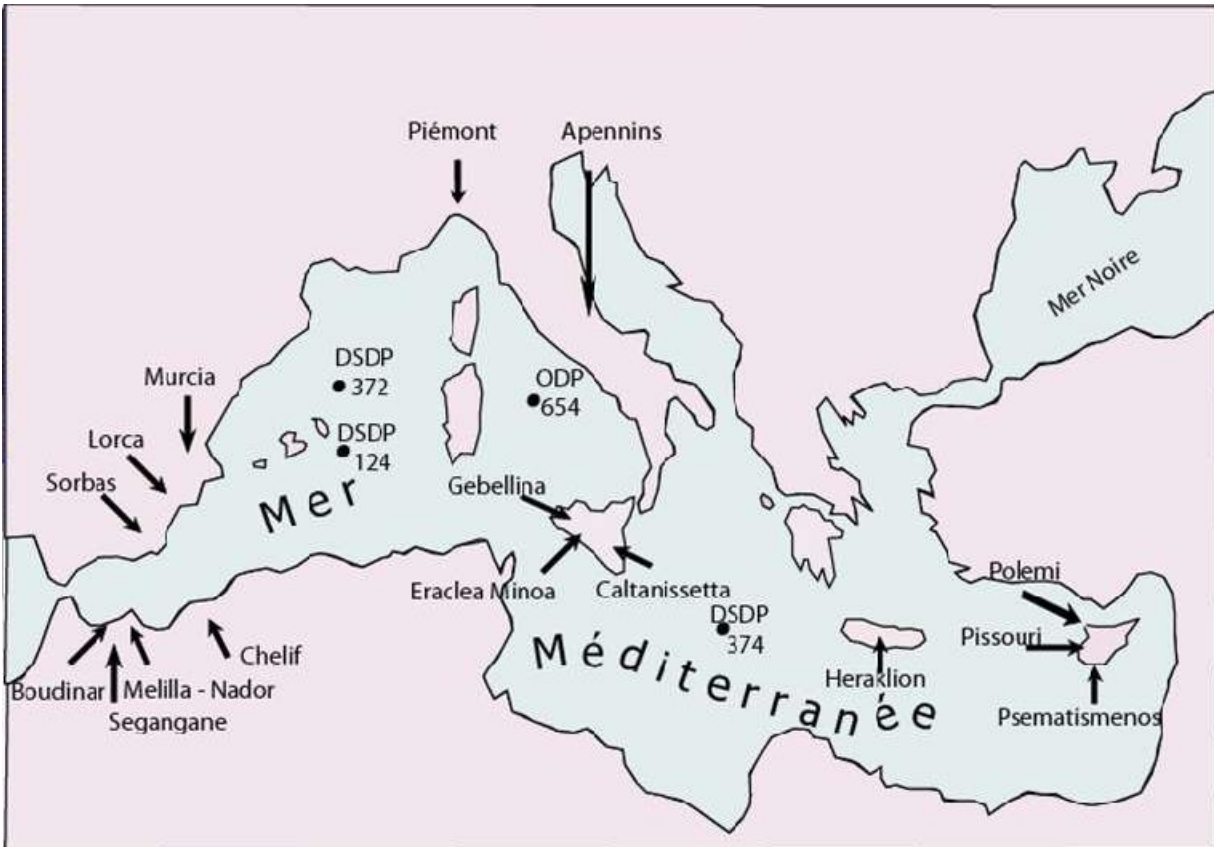 Piémont
Apennins
Mer Noire
DSDP
372
Murcia
ODP
654
Lorca
DSDP
124
Sorbas
Gebellina
Mer
Eraclea Minoa
Caltanissetta
Polemi
DSDP
374
Pissouri
Méditerranée
Chelif
Heraklion
Boudinar
Melilla - Nador
Segangane
Psematismenos